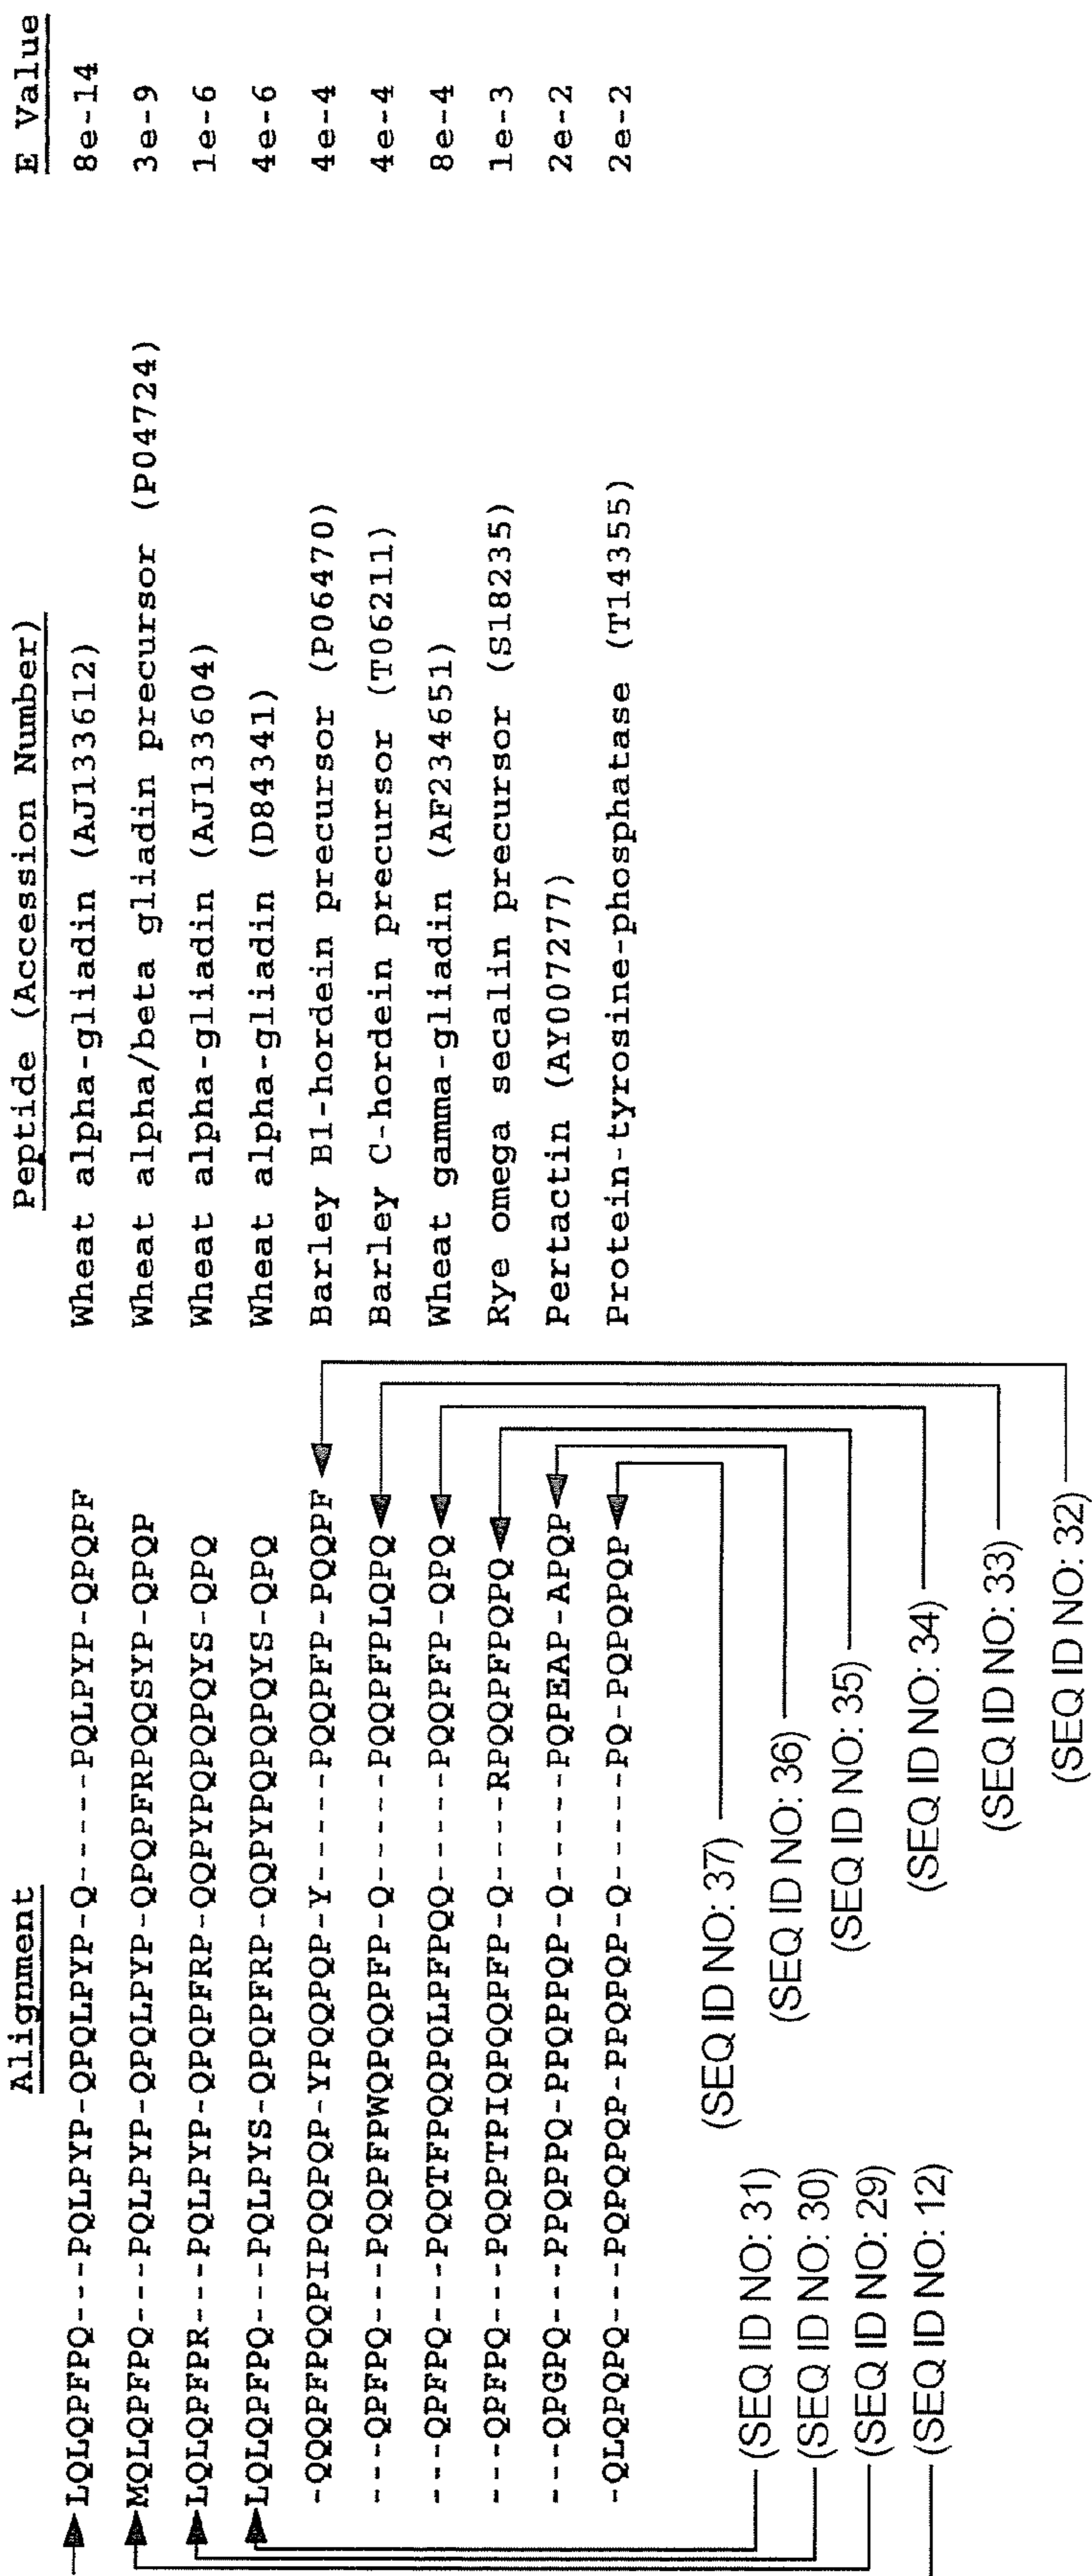 Alignment Peptide (Accession Number) E Value
LQLQPFPQ---PQLPYP-QPQLPYP-Q-----PQLPYP-QPQPF Wheat alpha-gliadin (AJ133612) 8e-14
MQLQPFPQ---PQLPYP-QPQLPYP-QPQPFRPQQSYP-QPQP Wheat alpha/beta gliadin precursor (P04724) 3e-9
LQLQPFPR---PQLPYP-QPQPFRP-QQPYPQPQPQYS-QPQ Wheat alpha-gliadin (AJ133604) 1e-6
LQLQPFPQ---PQLPYS-QPQPFRP-QQPYPQPQPQYS-QPQ Wheat alpha-gliadin (D84341) 4e-6
-QQQPFPQQPIPQQPQP-YPQQPQP-Y-----PQQPFP-PQQPF Barley B1-hordein precursor (P06470) 4e-4
---QPFPQ---PQQPFPWQPQQPFP-Q-----PQQPFPLQPQ Barley C-hordein precursor (T06211) 4e-4
---QPFPQ---PQQTFPQQPQLPFPQQ-----PQQPFP-QPQ Wheat gamma-gliadin (AF234651) 8e-4
---QPFPQ---PQQPTPIQPQQPFP-Q----RPQQPFPQPQ Rye omega secalin precursor (S18235) 1e-3
---QPGPQ---PPQPPQ-PPQPPQP-Q-----PQPEAP-APQP Pertactin (AY007277) 2e-2
-QLQPQPQ---PQPQPQP-PPQPQP-Q-----PQ-PQPQPQP Protein-tyrosine-phosphatase (T14355) 2e-2
(SEQ ID NO: 31)
(SEQ ID NO: 30)
(SEQ ID NO: 29)
(SEQ ID NO: 12)
(SEQ ID NO: 37)
(SEQ ID NO: 36)
(SEQ ID NO: 35)
(SEQ ID NO: 34)
(SEQ ID NO: 33)
(SEQ ID NO: 32)